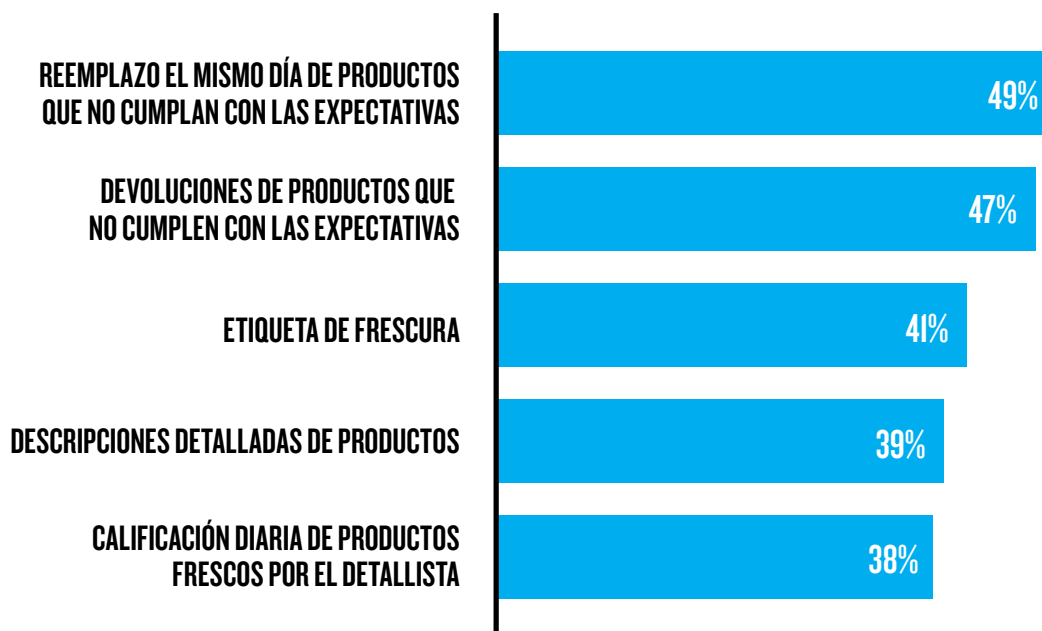 REEMPLAZO EL MISMO DÍA DE PRODUCTOS
QUE NO CUMPLAN CON LAS EXPECTATIVAS
49%
DEVOLUCIONES DE PRODUCTOS QUE
NO CUMPLEN CON LAS EXPECTATIVAS
47%
ETIQUETA DE FRESCURA
41%
DESCRIPCIONES DETALLADAS DE PRODUCTOS
39%
CALIFICACIÓN DIARIA DE PRODUCTOS
FRESCOS POR EL DETALLISTA
38%